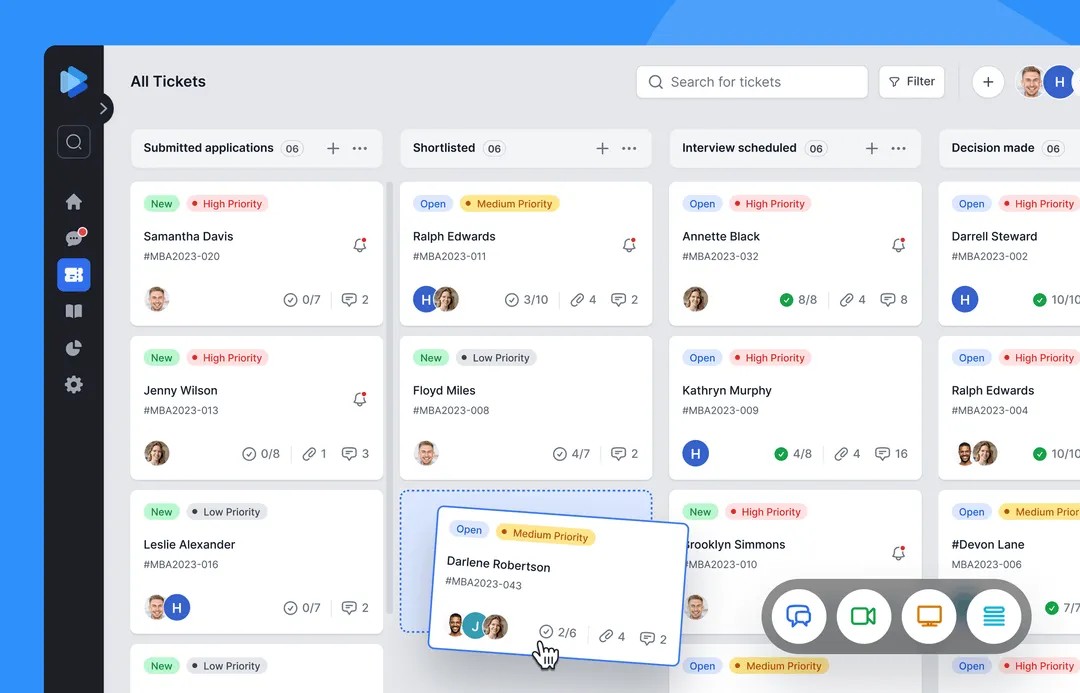 All Tickets
Search for tickets
Filter
H
Submitted applications 06
New High Priority
Samantha Davis
#MBA2023-020
0/7 2
New High Priority
Jenny Wilson
#MBA2023-013
0/8 1 3
New Low Priority
Leslie Alexander
#MBA2023-016
H 0/7 2
New Low Priority
Shortlisted 06
Open Medium Priority
Ralph Edwards
#MBA2023-011
H 3/10 4 2
New Low Priority
Floyd Miles
#MBA2023-008
4/7 2
Open Medium Priority
Darlene Robertson
#MBA2023-043
J 2/6 4 2
Interview scheduled 06
Open High Priority
Annette Black
#MBA2023-032
8/8 4 8
Open High Priority
Kathryn Murphy
#MBA2023-009
H 4/8 4 16
New High Priority
rooklyn Simmons
#MBA2023-010
Open Medium Priority
Decision made 06
Open High Priority
Darrell Steward
#MBA2023-002
H 10/10
Open High Priority
Ralph Edwards
#MBA2023-004
10/10
Open Medium Prior
#Devon Lane
MBA2023-006
7/7
Open High Priority